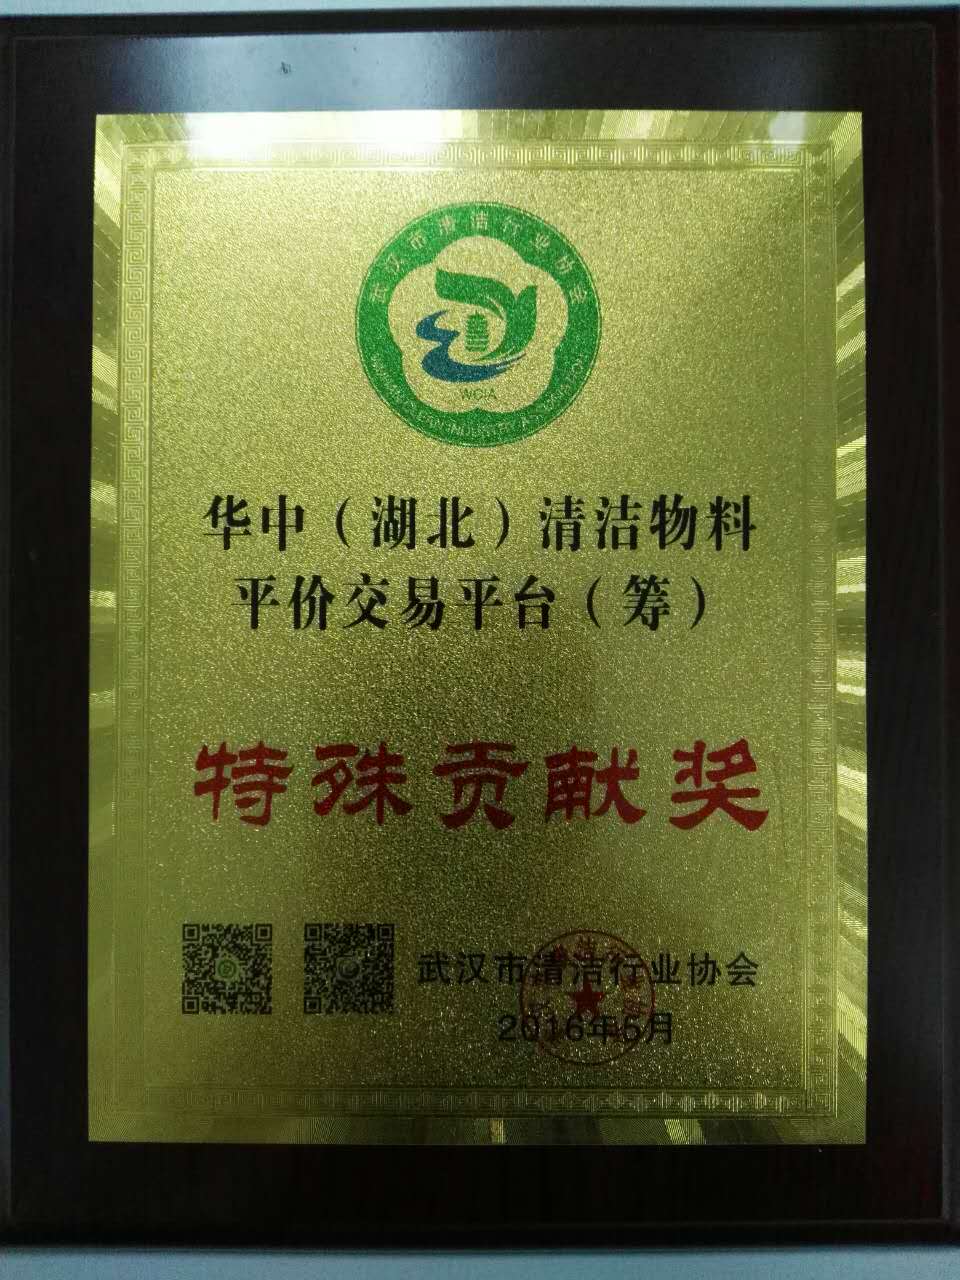 武汉市清洁行业协会
WCIA
华中（湖北）清洁物料
平价交易平台（筹）
特殊贡献奖
武汉市清洁行业协会
2016年5月